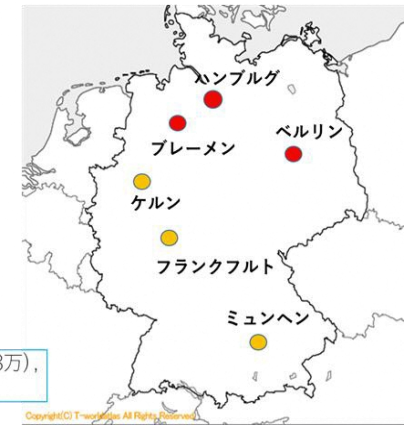 ハンブルグ
ベルリン
ブレーメン
ケルン
フランクフルト
ミュンヘン
万),
Copyright(C) T-worldatlas All Rights Reserved